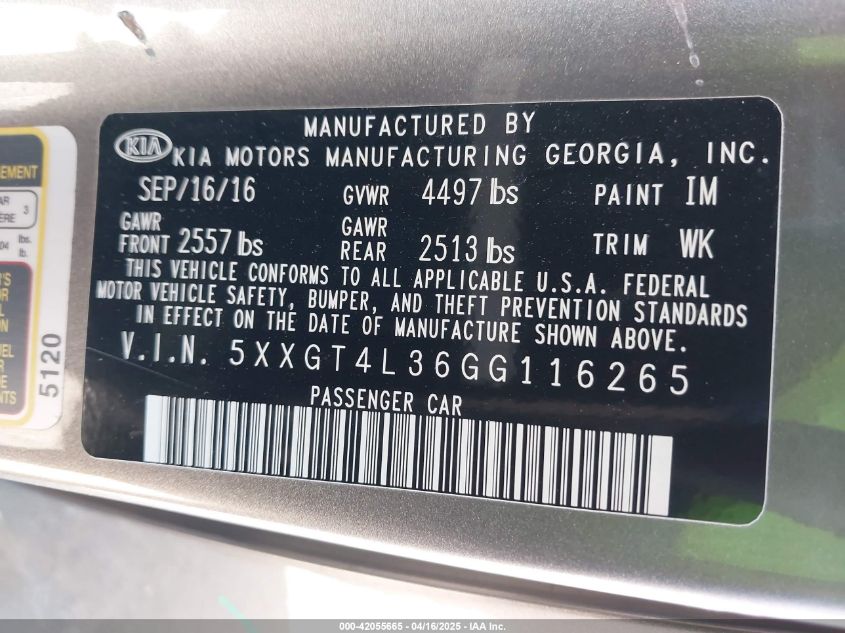 MANUFACTURED BY
KIA KIA MOTORS MANUFACTURING GEORGIA, INC.
SEP/16/16 GVWR 4497 lbs PAINT IM
GAWR FRONT 2557 lbs GAWR REAR 2513 lbs TRIM WK
THIS VEHICLE CONFORMS TO ALL APPLICABLE U.S.A. FEDERAL
MOTOR VEHICLE SAFETY, BUMPER, AND THEFT PREVENTION STANDARDS
IN EFFECT ON THE DATE OF MANUFACTURE SHOWN ABOVE.
V.I.N. 5XXGT4L36GG116265
PASSENGER CAR
3
lbs.
lb.
5120
000-42055665 - 04/16/2025 - IAA Inc.